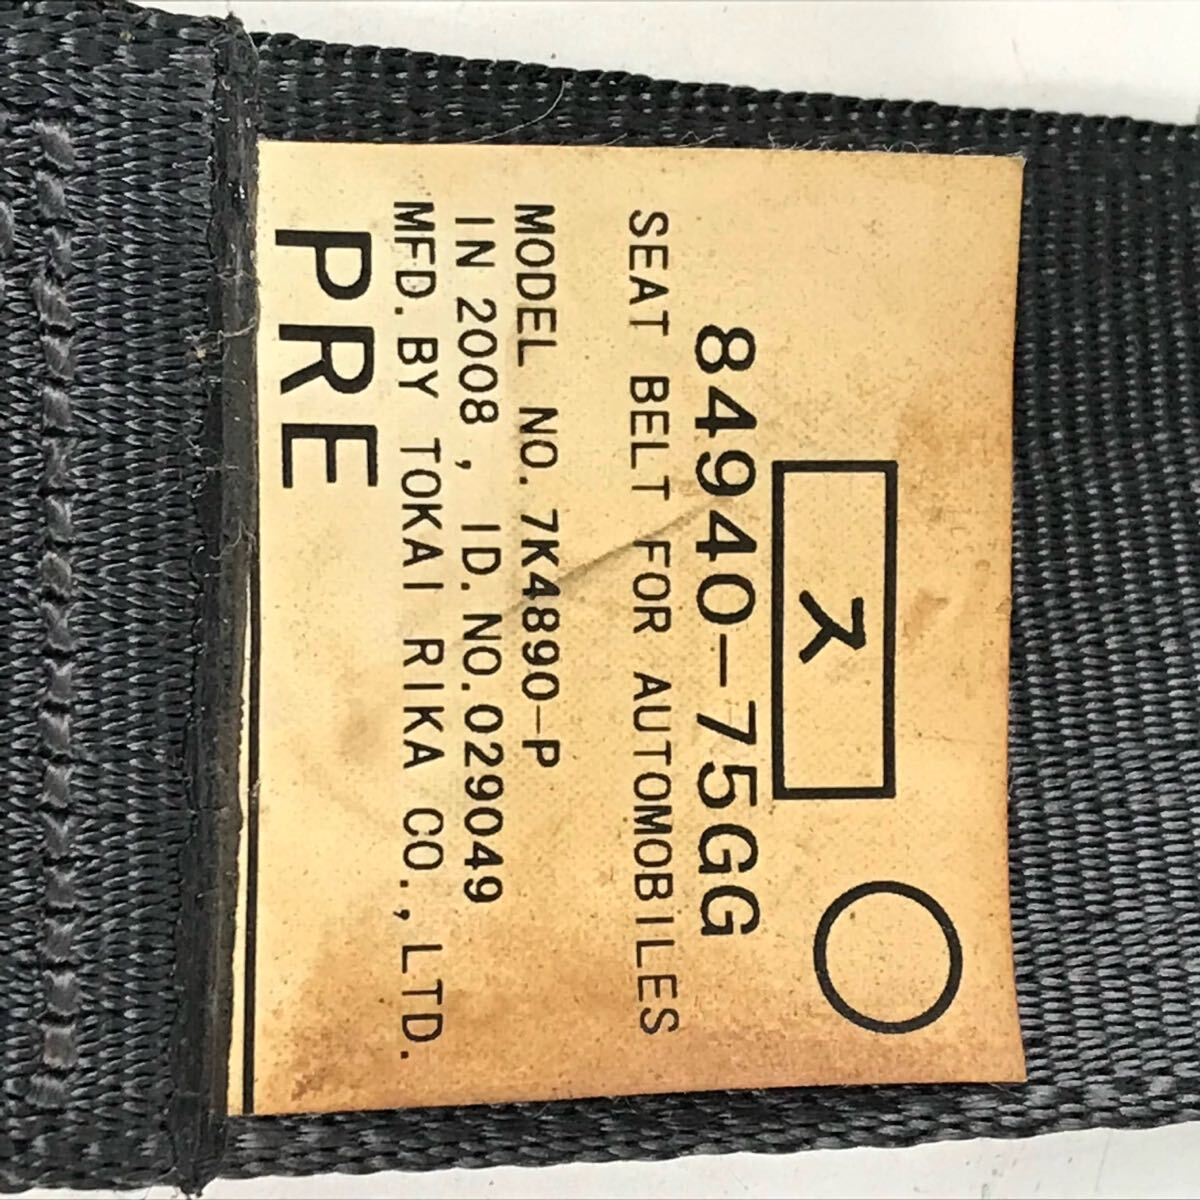 ス
84940-75GG
SEAT BELT FOR AUTOMOBILES
MODEL NO. 7K4890-P
IN 2008, ID. NO. 029049
MFD. BY TOKAI RIKA CO., LTD.
PRE